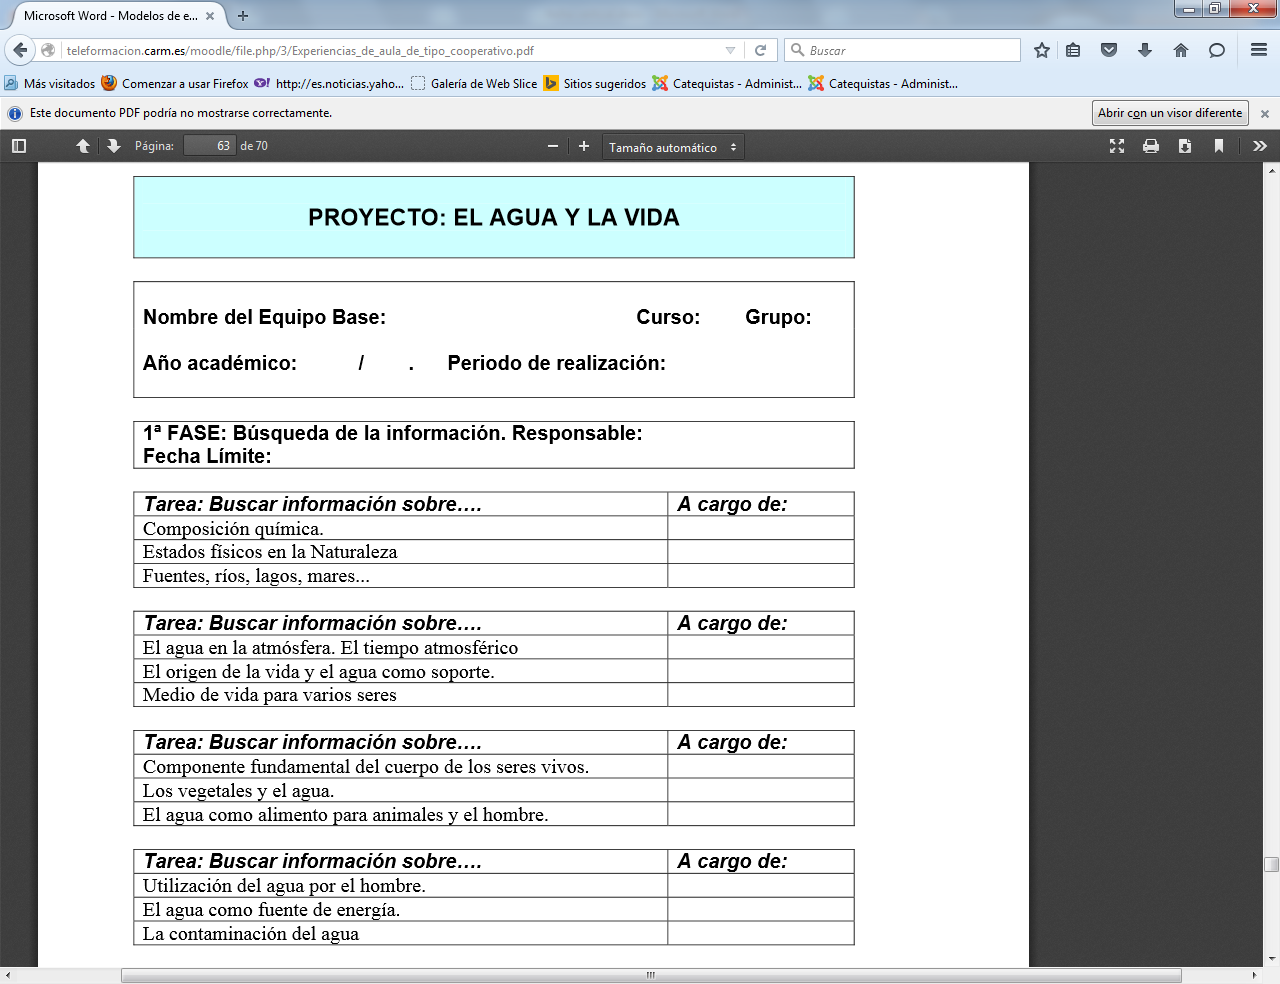 Microsoft Word - Modelos de e...
teleformacion.carm.es/moodle/file.php/3/Experiencias_de_aula_de_tipo_cooperativo.pdf
Buscar
Más visitados Comenzar a usar Firefox http://es.noticias.yaho... Galería de Web Slice Sitios sugeridos Catequistas - Administ... Catequistas - Administ...
Este documento PDF podría no mostrarse correctamente. Abrir con un visor diferente
Página: 63 de 70 Tamaño automático
PROYECTO: EL AGUA Y LA VIDA
Nombre del Equipo Base: Curso: Grupo:
Año académico: / . Periodo de realización:
1ª FASE: Búsqueda de la información. Responsable:
Fecha Límite:
Tarea: Buscar información sobre…. A cargo de:
Composición química.
Estados físicos en la Naturaleza
Fuentes, ríos, lagos, mares...
Tarea: Buscar información sobre…. A cargo de:
El agua en la atmósfera. El tiempo atmosférico
El origen de la vida y el agua como soporte.
Medio de vida para varios seres
Tarea: Buscar información sobre…. A cargo de:
Componente fundamental del cuerpo de los seres vivos.
Los vegetales y el agua.
El agua como alimento para animales y el hombre.
Tarea: Buscar información sobre…. A cargo de:
Utilización del agua por el hombre.
El agua como fuente de energía.
La contaminación del agua